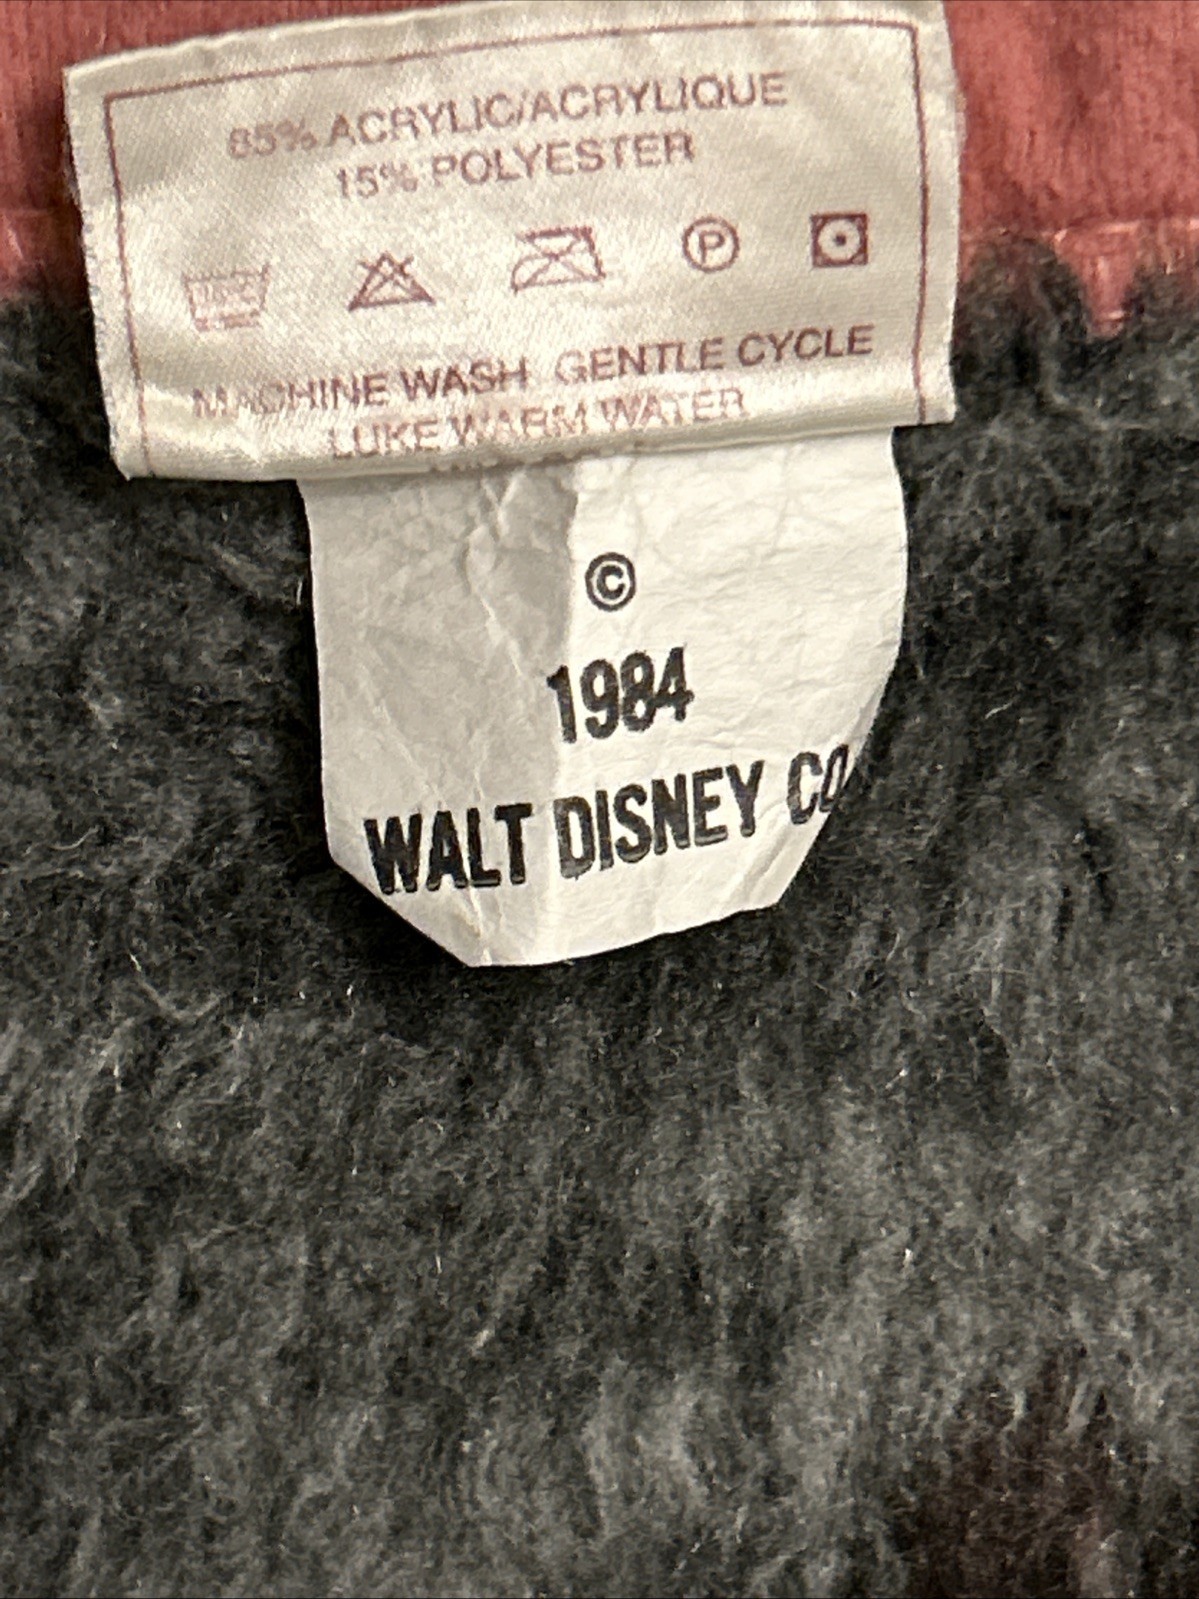 85% ACRYLIC/ACRYLIQUE
15% POLYESTER
P
MACHINE WASH GENTLE CYCLE
LUKE WARM WATER
©
1984
WALT DISNEY CO